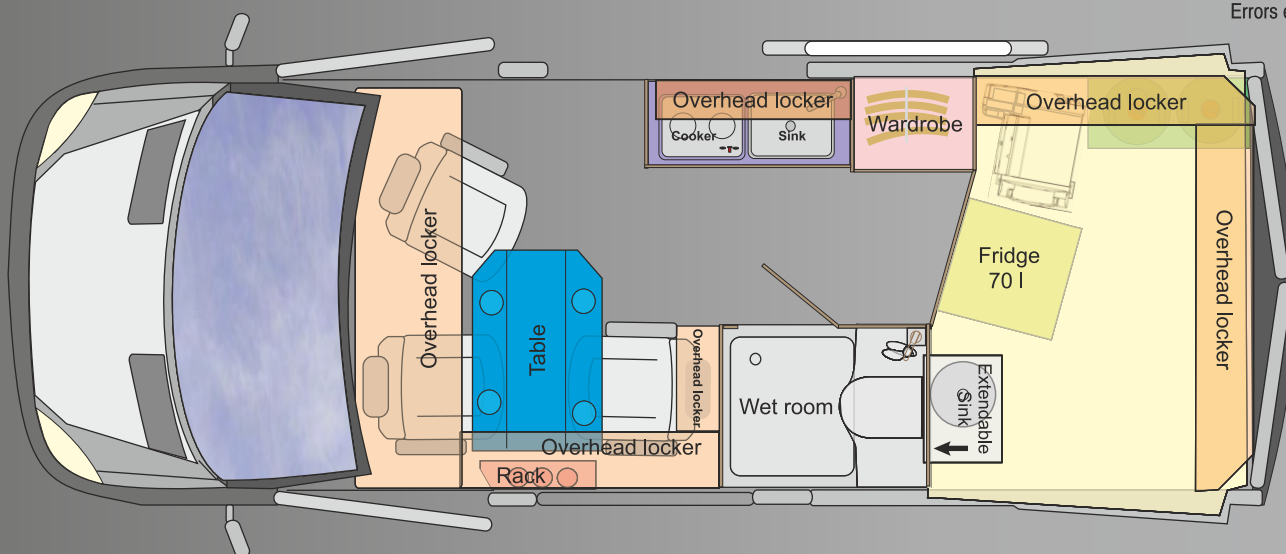 Errors
Overhead locker
Overhead locker
Cooker
Sink
Wardrobe
Overhead locker
Fridge
70 l
Overhead locker
Table
Overhead locker
Wet room
Extendable
Sink
Overhead locker
Rack